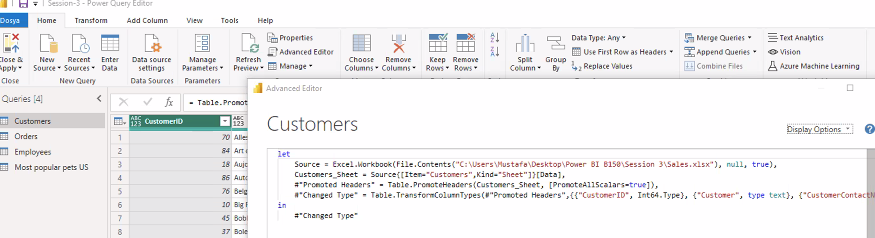 Session-3 - Power Query Editor
Dosya Home Transform Add Column View Tools Help
Close & Apply
New Source
Recent Sources
Enter Data
Data source settings
Manage Parameters
Refresh Preview
Properties
Advanced Editor
Manage
Choose Columns
Remove Columns
Keep Rows
Remove Rows
Split Column
Group By
Data Type: Any
Use First Row as Headers
Replace Values
Merge Queries
Append Queries
Combine Files
Text Analytics
Vision
Azure Machine Learning
Close New Query Data Sources Parameters
Queries [4]
Customers
Orders
Employees
Most popular pets US
fx = Table.Promot
ABC 123 CustomerID ABC 123
1 70 Alles
2 84 Art
3 18 Aujo
4 86 Auto
5 76 Belg
6 10 Big
7 45 Bobl
8 37 Bole
Advanced Editor
Customers
Display Options
let
Source = Excel.Workbook(File.Contents("C:\Users\Mustafa\Desktop\Power BI B150\Session 3\Sales.xlsx"), null, true),
Customers_Sheet = Source{[Item="Customers",Kind="Sheet"]}[Data],
#"Promoted Headers" = Table.PromoteHeaders(Customers_Sheet, [PromoteAllScalars=true]),
#"Changed Type" = Table.TransformColumnTypes(#"Promoted Headers",{{"CustomerID", Int64.Type}, {"Customer", type text}, {"CustomerContactN
in
#"Changed Type"